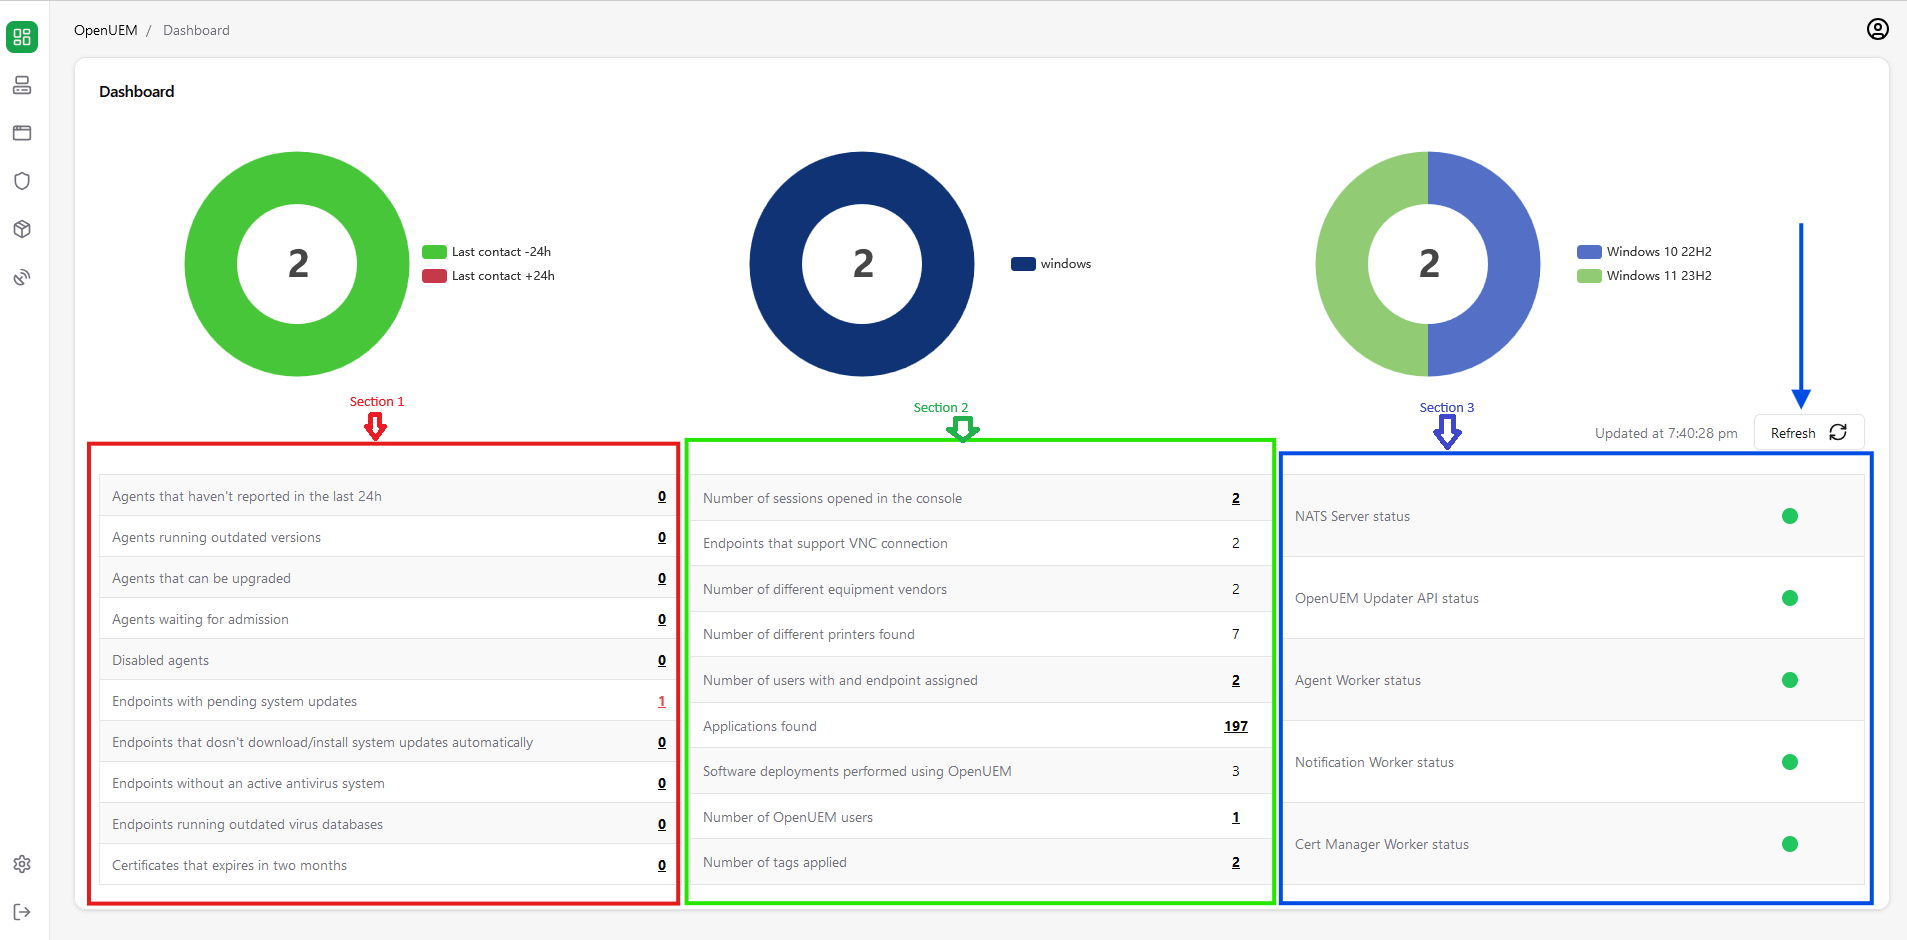 OpenUEM / Dashboard
Dashboard
2
Last contact -24h
Last contact +24h
2
windows
2
Windows 10 22H2
Windows 11 23H2
Section 1
Section 2
Section 3
Updated at 7:40:28 pm
Refresh
Agents that haven't reported in the last 24h 0
Agents running outdated versions 0
Agents that can be upgraded 0
Agents waiting for admission 0
Disabled agents 0
Endpoints with pending system updates 1
Endpoints that dosn't download/install system updates automatically 0
Endpoints without an active antivirus system 0
Endpoints running outdated virus databases 0
Certificates that expires in two months 0
Number of sessions opened in the console 2
Endpoints that support VNC connection 2
Number of different equipment vendors 2
Number of different printers found 7
Number of users with and endpoint assigned 2
Applications found 197
Software deployments performed using OpenUEM 3
Number of OpenUEM users 1
Number of tags applied 2
NATS Server status
OpenUEM Updater API status
Agent Worker status
Notification Worker status
Cert Manager Worker status